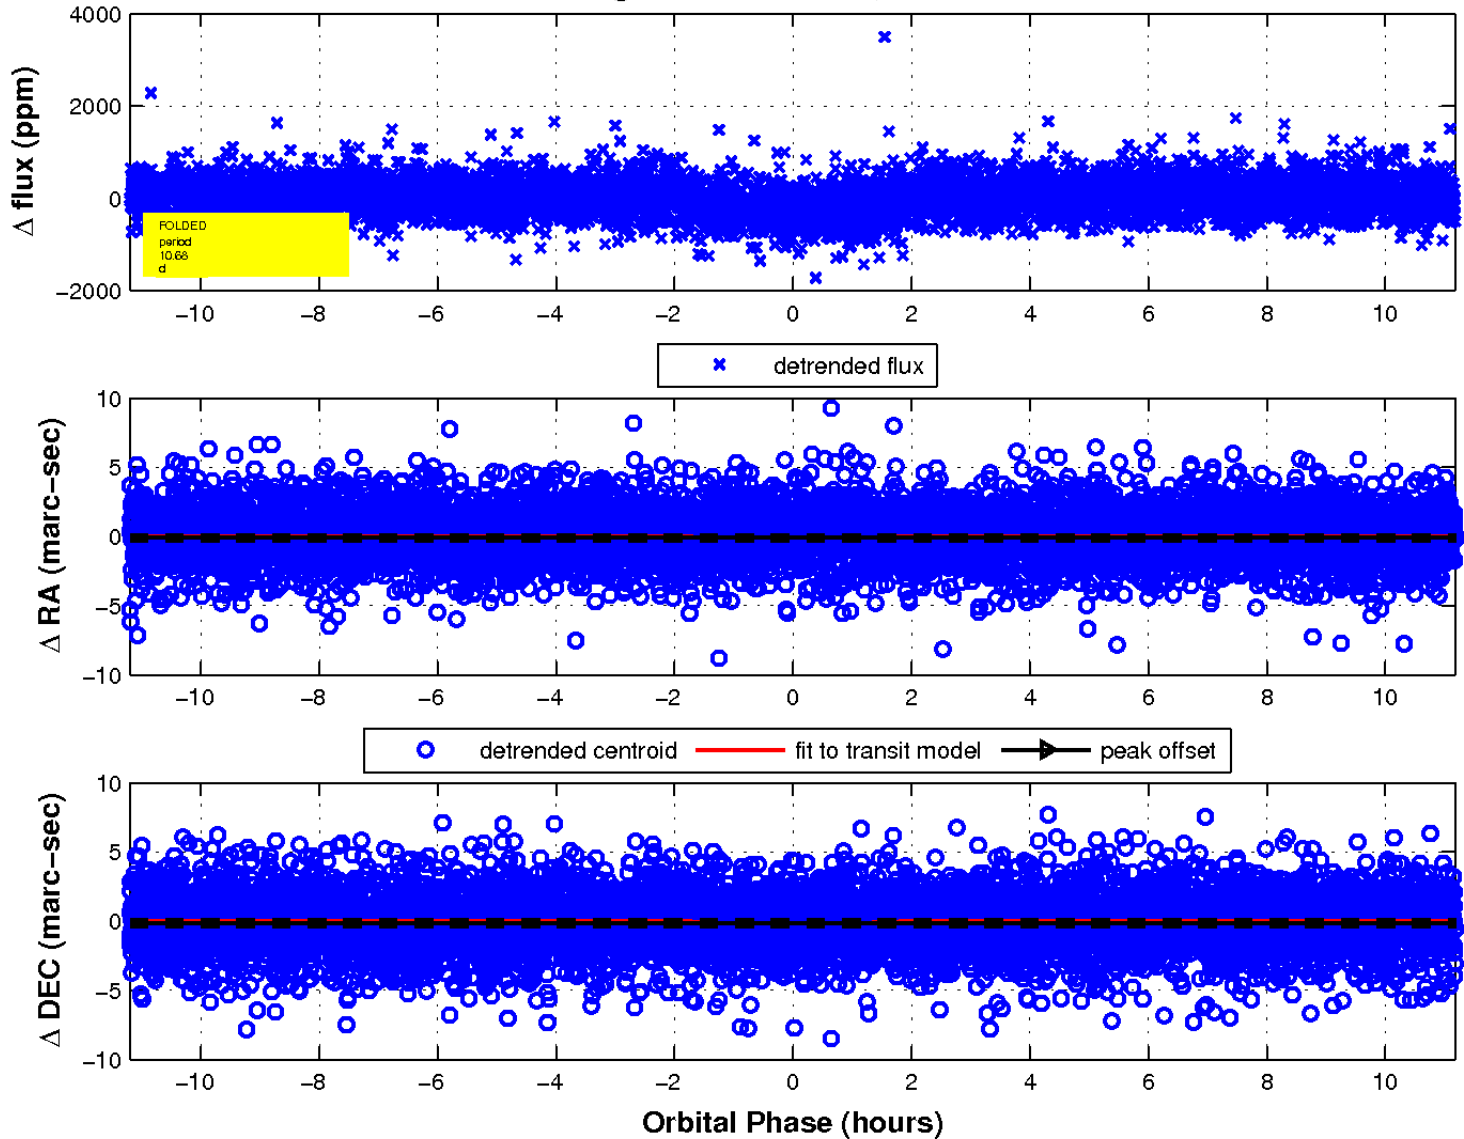 Δ flux (ppm)
4000
2000
0
−2000
FOLDED
period
10.68
d
−10 −8 −6 −4 −2 0 2 4 6 8 10
detrended flux
Δ RA (marc−sec)
10
5
0
−5
−10
−10 −8 −6 −4 −2 0 2 4 6 8 10
detrended centroid fit to transit model peak offset
Δ DEC (marc−sec)
10
5
0
−5
−10
−10 −8 −6 −4 −2 0 2 4 6 8 10
Orbital Phase (hours)